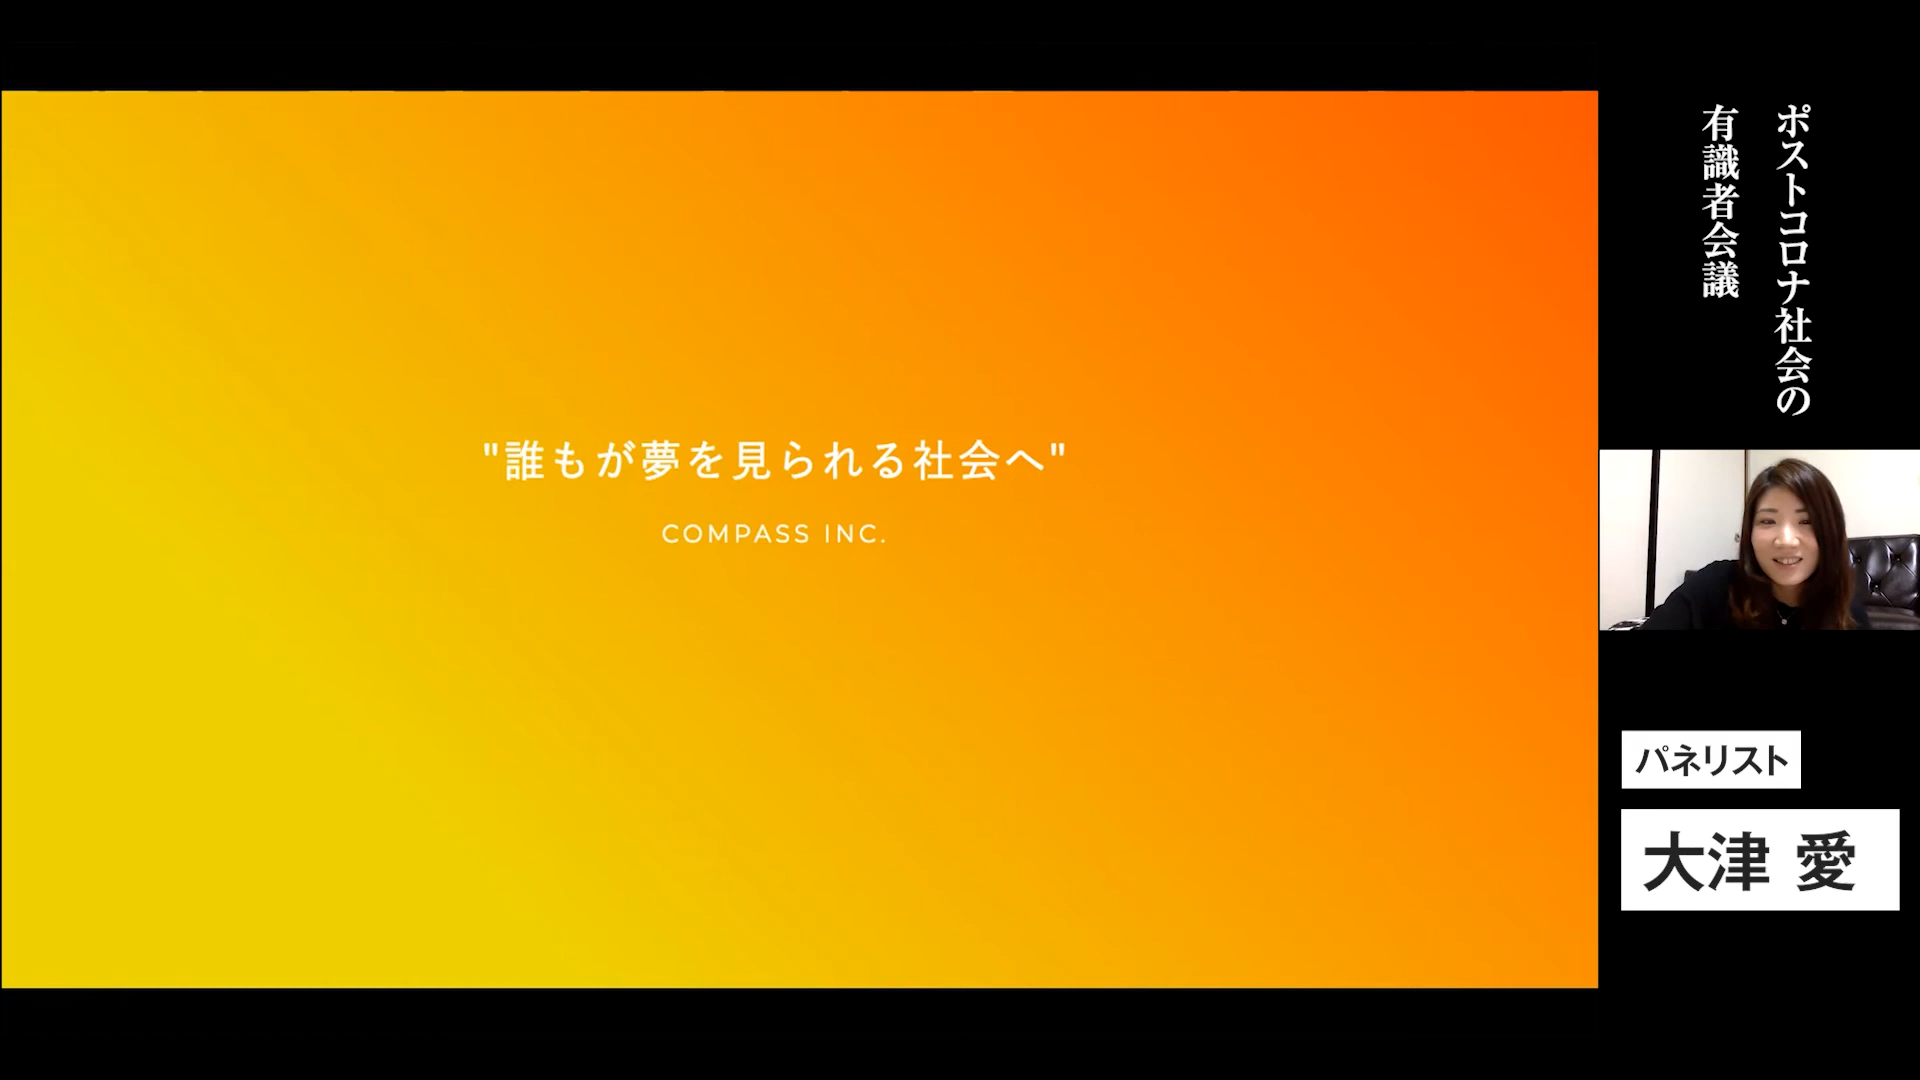 "誰もが夢を見られる社会へ"
COMPASS INC.
ポストコロナ社会の
有識者会議
パネリスト
大津 愛